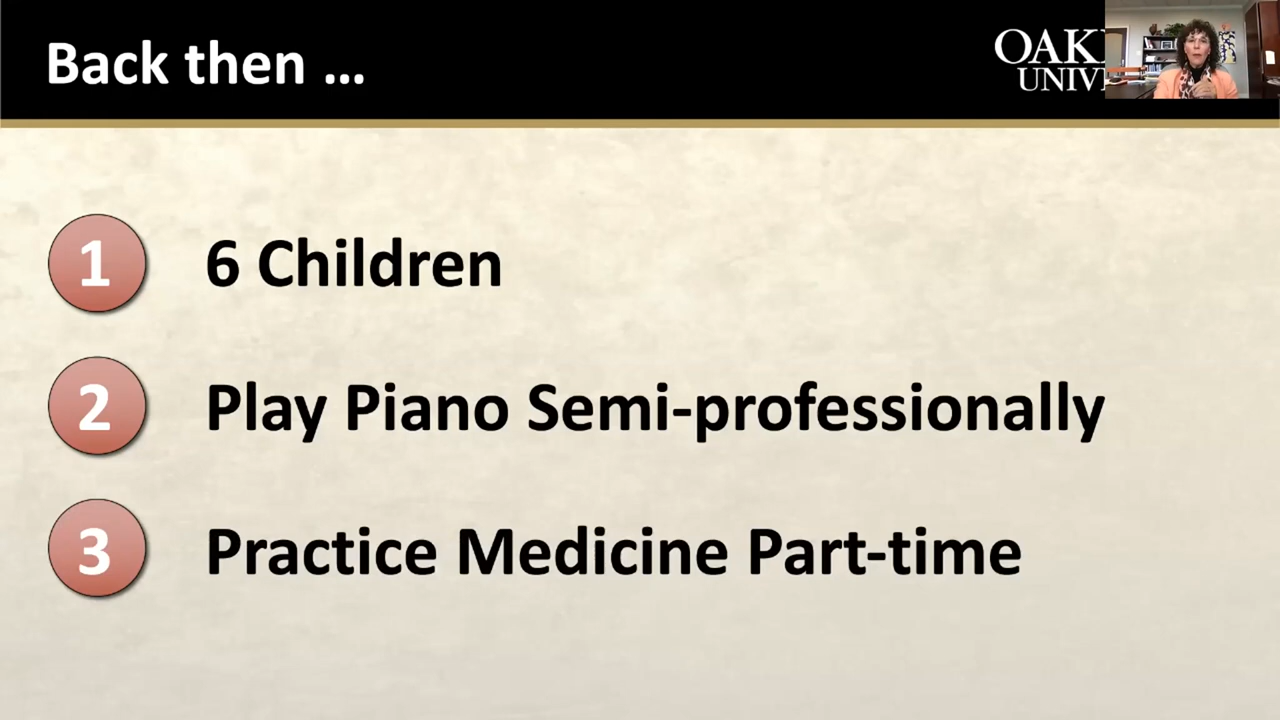 Back then ...
OAK
UNIV
1 6 Children
2 Play Piano Semi-professionally
3 Practice Medicine Part-time